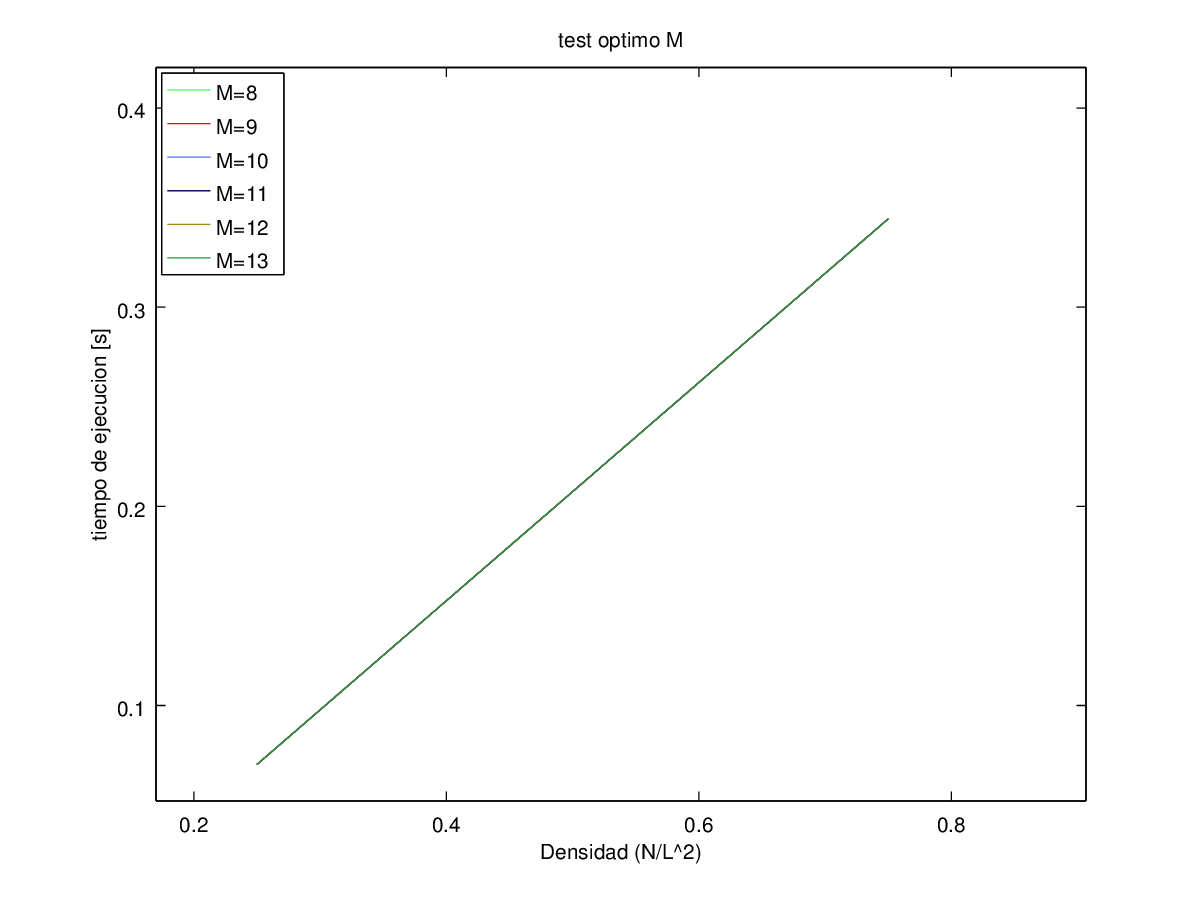 test optimo M
M=8
M=9
M=10
M=11
M=12
M=13
0.4
0.3
0.2
0.1
tiempo de ejecucion [s]
0.2
0.4
0.6
0.8
Densidad (N/L^2)